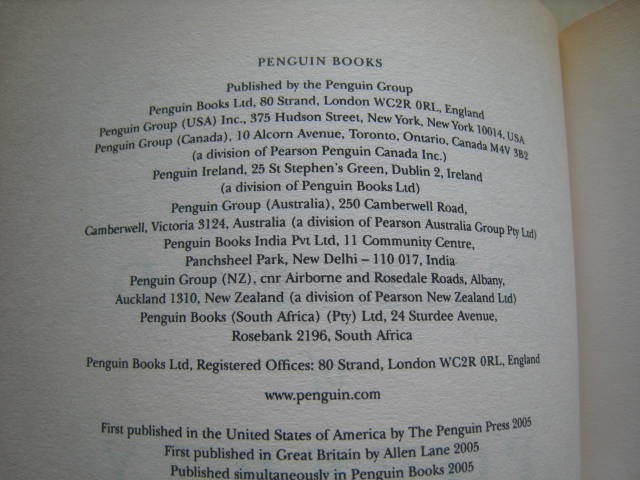 PENGUIN BOOKS
Published by the Penguin Group
Penguin Books Ltd, 80 Strand, London WC2R 0RL, England
Penguin Group (USA) Inc., 375 Hudson Street, New York, New York 10014, USA
Penguin Group (Canada), 10 Alcorn Avenue, Toronto, Ontario, Canada M4V 3B2
(a division of Pearson Penguin Canada Inc.)
Penguin Ireland, 25 St Stephen's Green, Dublin 2, Ireland
(a division of Penguin Books Ltd)
Penguin Group (Australia), 250 Camberwell Road,
Camberwell, Victoria 3124, Australia (a division of Pearson Australia Group Pty Ltd)
Penguin Books India Pvt Ltd, 11 Community Centre,
Panchsheel Park, New Delhi – 110 017, India
Penguin Group (NZ), cnr Airborne and Rosedale Roads, Albany,
Auckland 1310, New Zealand (a division of Pearson New Zealand Ltd)
Penguin Books (South Africa) (Pty) Ltd, 24 Sturdee Avenue,
Rosebank 2196, South Africa
Penguin Books Ltd, Registered Offices: 80 Strand, London WC2R 0RL, England
www.penguin.com
First published in the United States of America by The Penguin Press 2005
First published in Great Britain by Allen Lane 2005
Published simultaneously in Penguin Books 2005